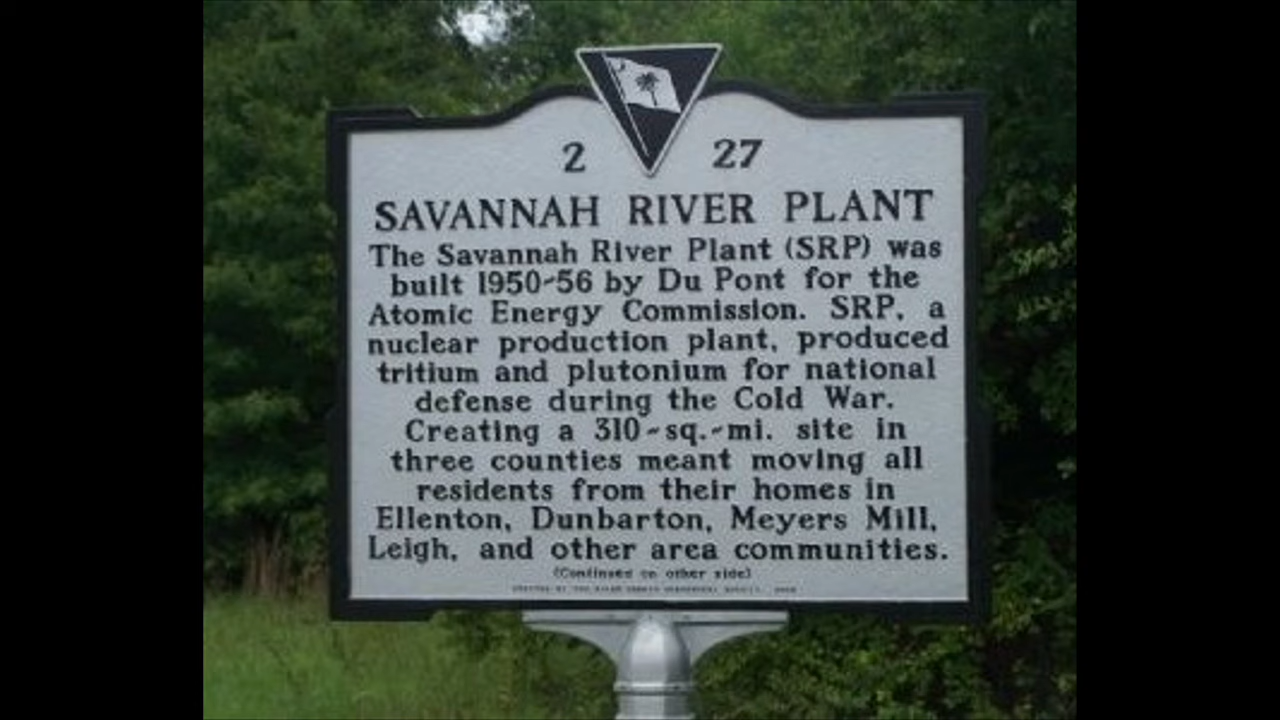 2 27
SAVANNAH RIVER PLANT
The Savannah River Plant (SRP) was
built 1950-56 by Du Pont for the
Atomic Energy Commission. SRP, a
nuclear production plant, produced
tritium and plutonium for national
defense during the Cold War.
Creating a 310-sq.-mi. site in
three counties meant moving all
residents from their homes in
Ellenton, Dunbarton, Meyers Mill,
Leigh, and other area communities.
(Continued on other side)